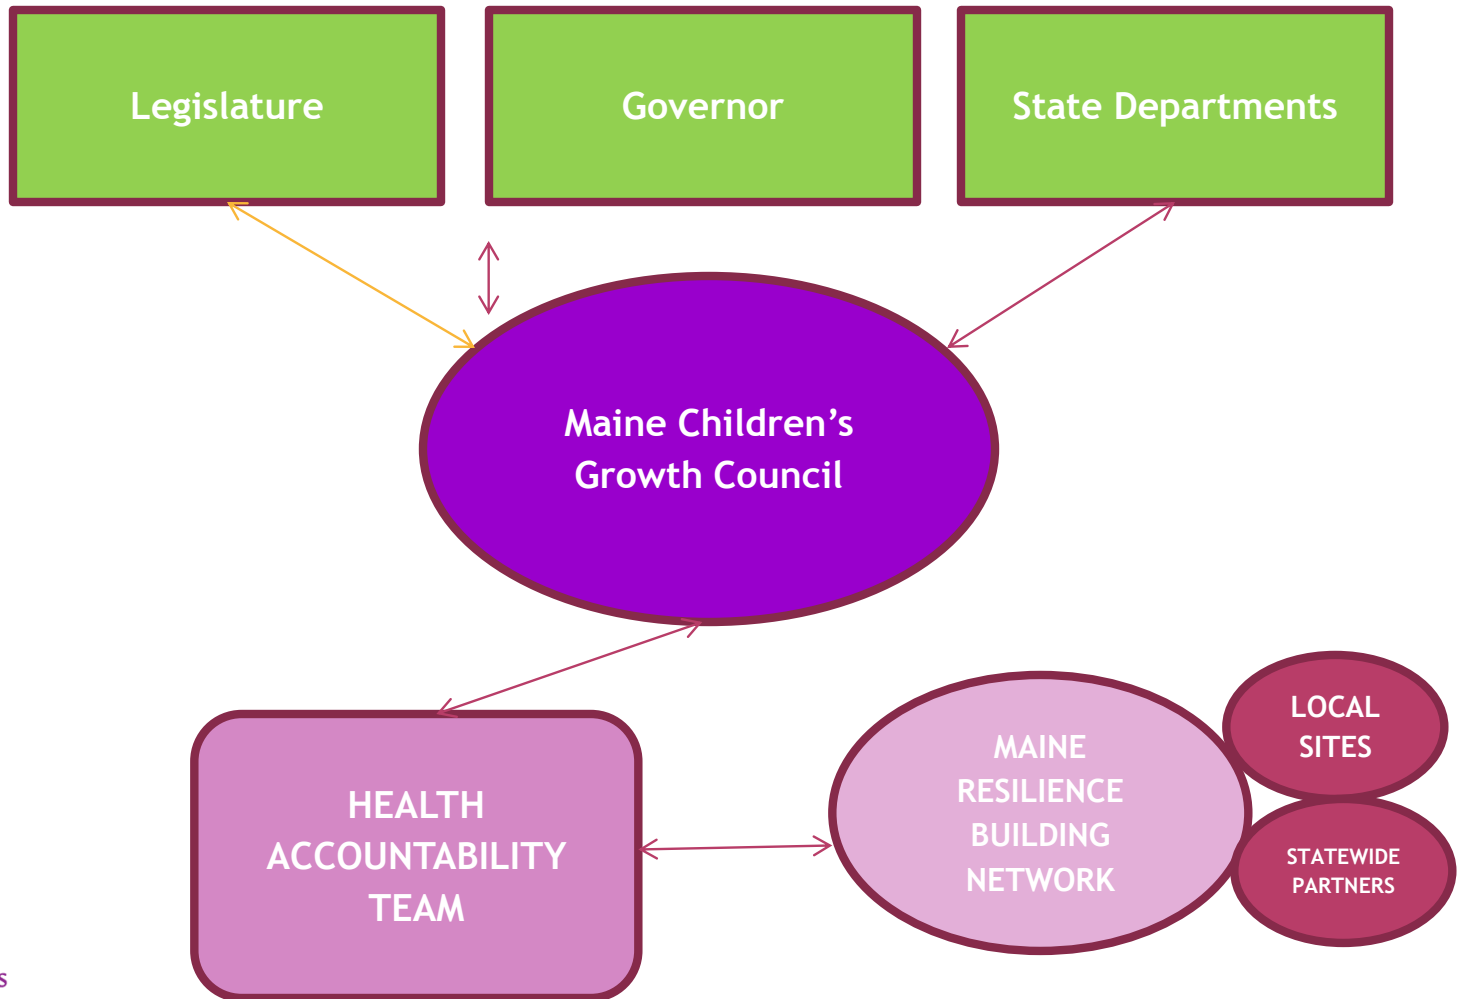 Legislature
Governor
State Departments
Maine Children’s
Growth Council
HEALTH
ACCOUNTABILITY
TEAM
MAINE
RESILIENCE
BUILDING
NETWORK
LOCAL
SITES
STATEWIDE
PARTNERS
s